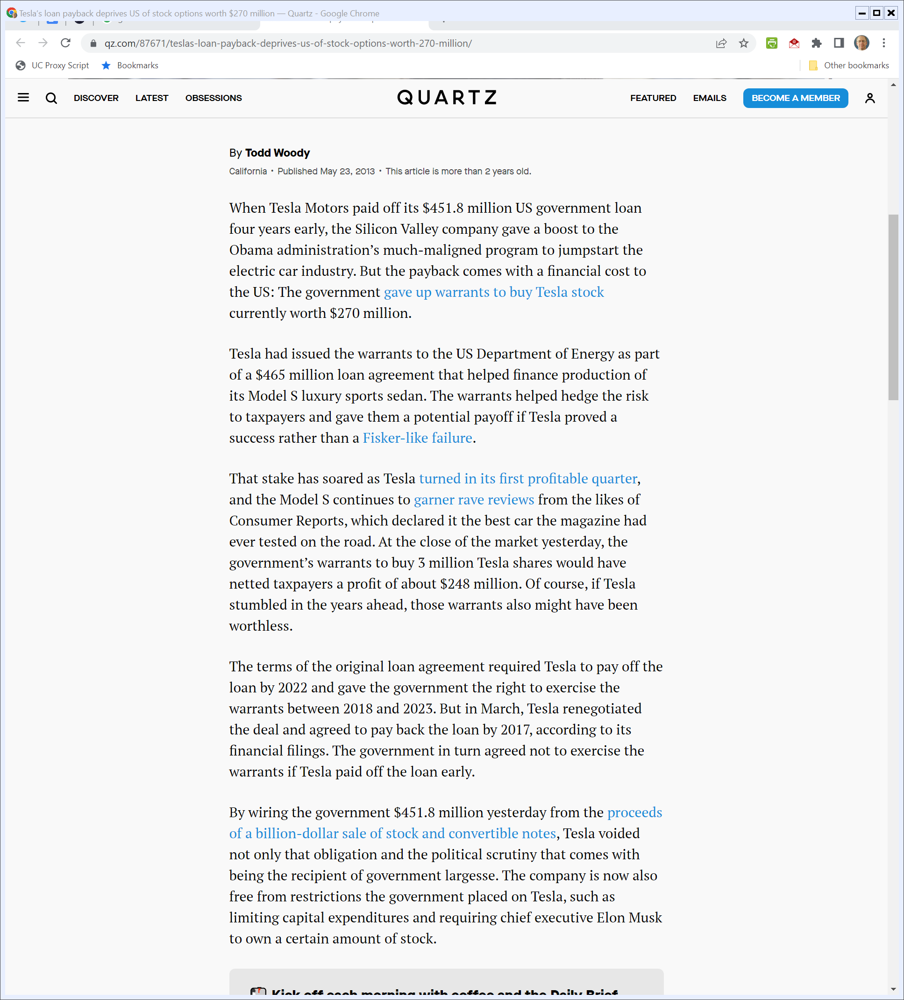 Tesla's loan payback deprives US of stock options worth $270 million — Quartz - Google Chrome
qz.com/87671/teslas-loan-payback-deprives-us-of-stock-options-worth-270-million/
UC Proxy Script Bookmarks Other bookmarks
DISCOVER LATEST OBSESSIONS QUARTZ FEATURED EMAILS BECOME A MEMBER
By Todd Woody
California • Published May 23, 2013 • This article is more than 2 years old.
When Tesla Motors paid off its $451.8 million US government loan
four years early, the Silicon Valley company gave a boost to the
Obama administration’s much-maligned program to jumpstart the
electric car industry. But the payback comes with a financial cost to
the US: The government gave up warrants to buy Tesla stock
currently worth $270 million.
Tesla had issued the warrants to the US Department of Energy as part
of a $465 million loan agreement that helped finance production of
its Model S luxury sports sedan. The warrants helped hedge the risk
to taxpayers and gave them a potential payoff if Tesla proved a
success rather than a Fisker-like failure.
That stake has soared as Tesla turned in its first profitable quarter,
and the Model S continues to garner rave reviews from the likes of
Consumer Reports, which declared it the best car the magazine had
ever tested on the road. At the close of the market yesterday, the
government’s warrants to buy 3 million Tesla shares would have
netted taxpayers a profit of about $248 million. Of course, if Tesla
stumbled in the years ahead, those warrants also might have been
worthless.
The terms of the original loan agreement required Tesla to pay off the
loan by 2022 and gave the government the right to exercise the
warrants between 2018 and 2023. But in March, Tesla renegotiated
the deal and agreed to pay back the loan by 2017, according to its
financial filings. The government in turn agreed not to exercise the
warrants if Tesla paid off the loan early.
By wiring the government $451.8 million yesterday from the proceeds
of a billion-dollar sale of stock and convertible notes, Tesla voided
not only that obligation and the political scrutiny that comes with
being the recipient of government largesse. The company is now also
free from restrictions the government placed on Tesla, such as
limiting capital expenditures and requiring chief executive Elon Musk
to own a certain amount of stock.
Kick off each morning with coffee and the Daily Brief